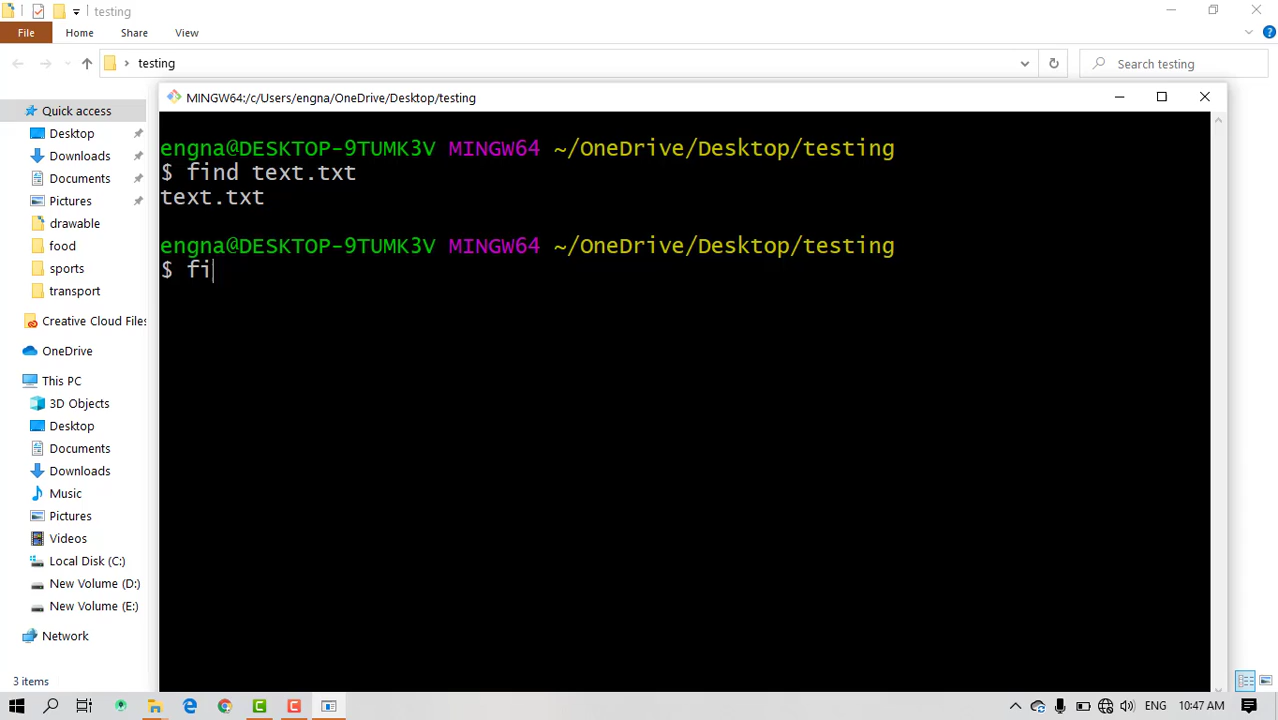 testing
File Home Share View
testing
Search testing
Quick access
Desktop
Downloads
Documents
Pictures
drawable
food
sports
transport
Creative Cloud Files
OneDrive
This PC
3D Objects
Desktop
Documents
Downloads
Music
Pictures
Videos
Local Disk (C:)
New Volume (D:)
New Volume (E:)
Network
3 items
MINGW64:/c/Users/engna/OneDrive/Desktop/testing
engna@DESKTOP-9TUMK3V MINGW64 ~/OneDrive/Desktop/testing
$ find text.txt
text.txt
engna@DESKTOP-9TUMK3V MINGW64 ~/OneDrive/Desktop/testing
$ fi
ENG 10:47 AM